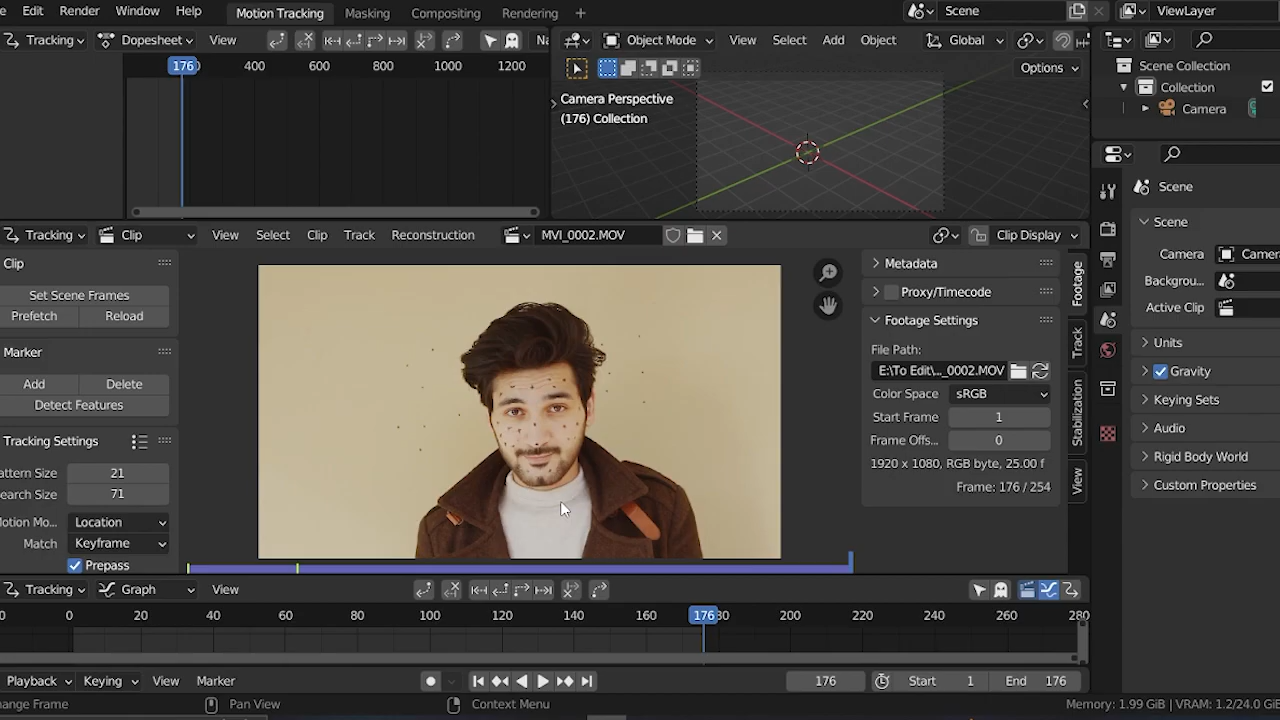 Edit Render Window Help Motion Tracking Masking Compositing Rendering + Scene ViewLayer
Tracking Dopesheet View Na Object Mode View Select Add Object Global
176 400 600 800 1000 1200 Options
Scene Collection
Collection
Camera
Camera Perspective
(176) Collection
Tracking Clip View Select Clip Track Reconstruction MVI_0002.MOV Clip Display
Clip
Set Scene Frames
Prefetch Reload
Marker
Add Delete
Detect Features
Tracking Settings
attern Size 21
earch Size 71
Motion Mo... Location
Match Keyframe
Prepass
Metadata
Proxy/Timecode
Footage Settings
File Path:
E:\To Edit\..._0002.MOV
Color Space sRGB
Start Frame 1
Frame Offs... 0
1920 x 1080, RGB byte, 25.00 f
Frame: 176 / 254
Footage
Track
Stabilization
View
Scene
Scene
Camera Camer
Backgrou...
Active Clip
Units
Gravity
Keying Sets
Audio
Rigid Body World
Custom Properties
Tracking Graph View
0 20 40 60 80 100 120 140 160 176 80 200 220 240 260 280
Playback Keying View Marker 176 Start 1 End 176
hange Frame Pan View Context Menu Memory: 1.99 GiB | VRAM: 1.2/24.0 GiB